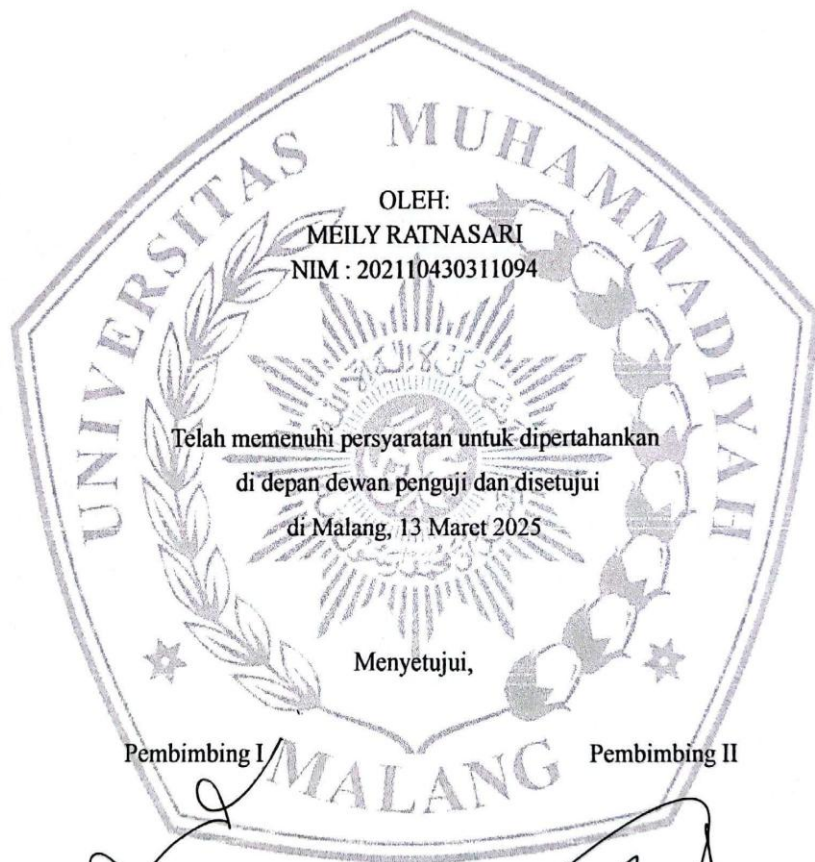 UNIVERSITAS MUHAMMADIYAH
OLEH:
MEILY RATNASARI
NIM : 202110430311094
Telah memenuhi persyaratan untuk dipertahankan
di depan dewan penguji dan disetujui
di Malang, 13 Maret 2025
Menyetujui,
Pembimbing I
Pembimbing II
MALANG